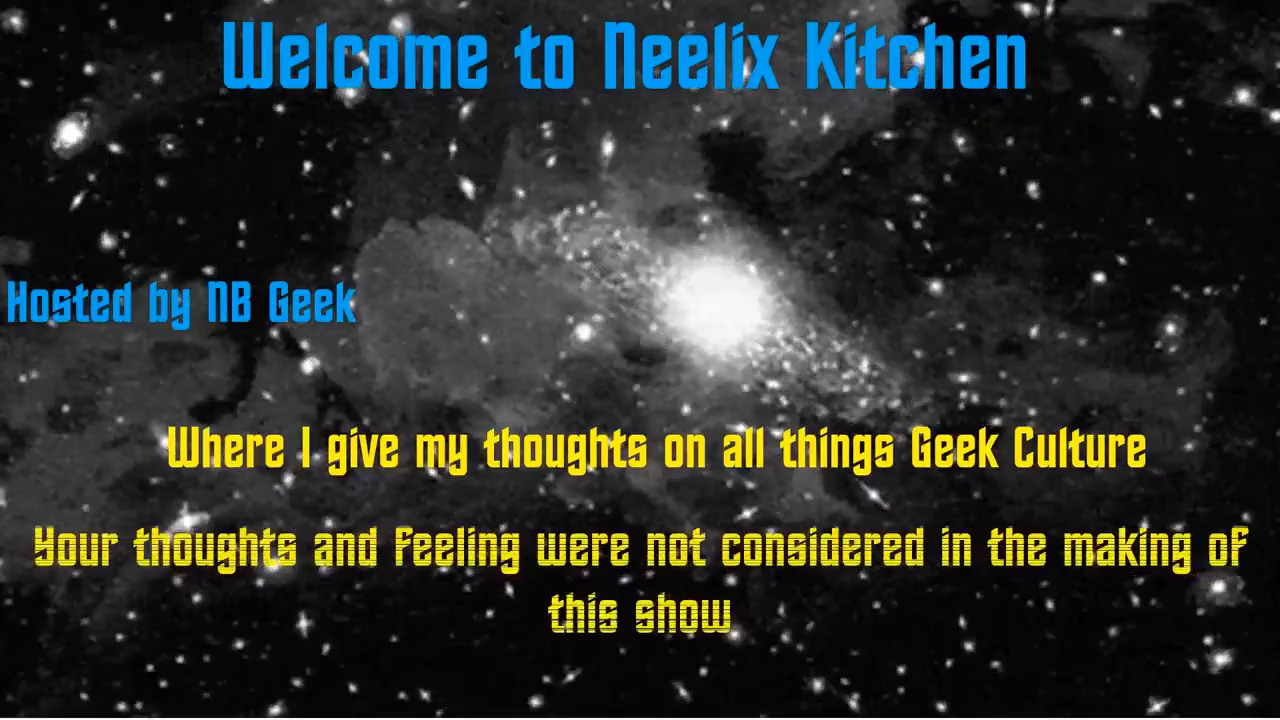 Welcome to Neelix Kitchen
Hosted by NB Geek
Where I give my thoughts on all things Geek Culture
Your thoughts and Feeling were not considered in the making of
this show